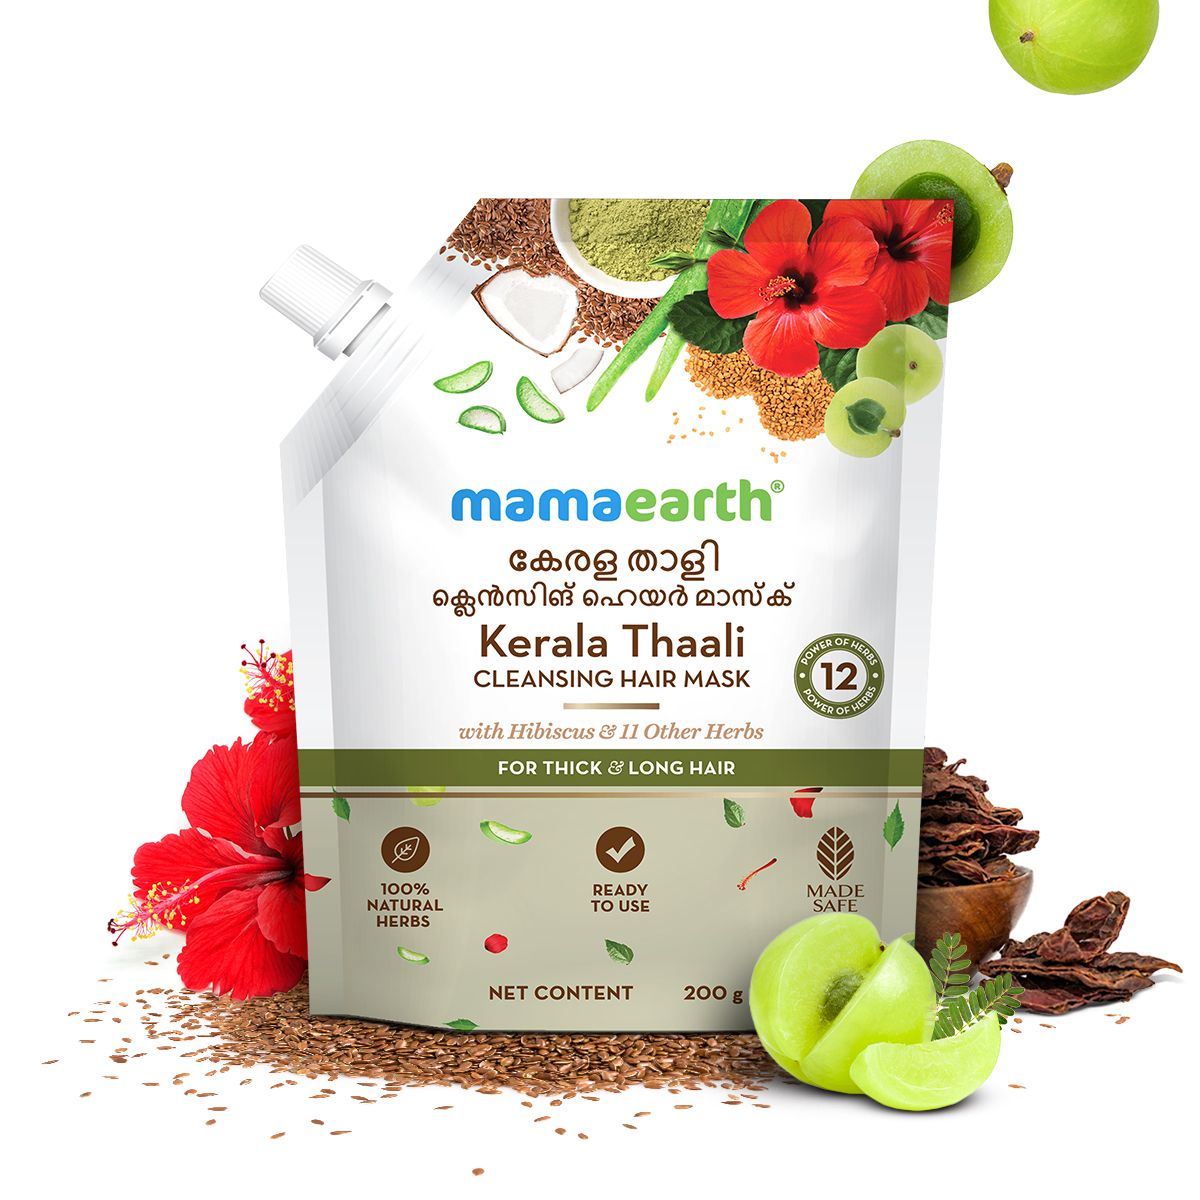 mamaearth®
കേരള താളി
ക്ലെൻസിങ് ഹെയർ മാസ്ക്
Kerala Thaali
CLEANSING HAIR MASK
POWER OF HERBS
12
POWER OF HERBS
with Hibiscus & 11 Other Herbs
FOR THICK & LONG HAIR
100%
NATURAL
HERBS
READY
TO USE
MADE
SAFE
NET CONTENT 200 g